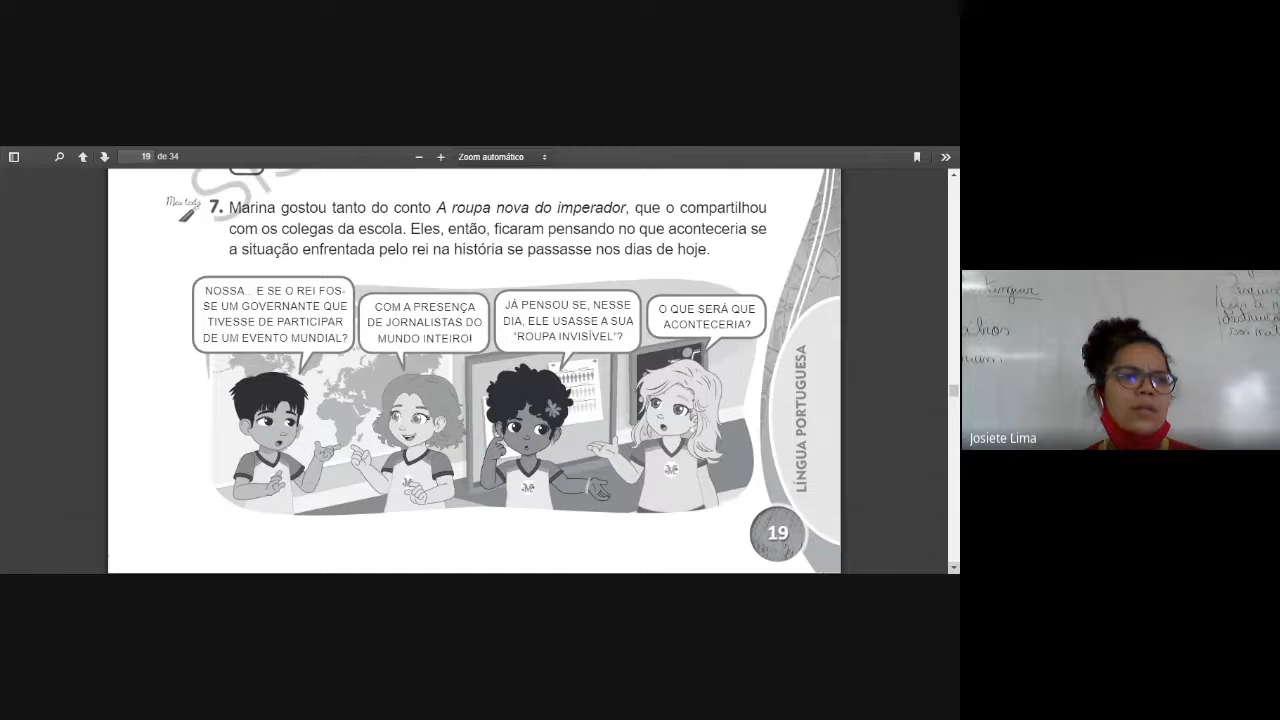 19 de 34
Zoom automático
Meu texto
7. Marina gostou tanto do conto A roupa nova do imperador, que o compartilhou
com os colegas da escola. Eles, então, ficaram pensando no que aconteceria se
a situação enfrentada pelo rei na história se passasse nos dias de hoje.
NOSSA... E SE O REI FOS-
SE UM GOVERNANTE QUE
TIVESSE DE PARTICIPAR
DE UM EVENTO MUNDIAL?
COM A PRESENÇA
DE JORNALISTAS DO
MUNDO INTEIRO!
JÁ PENSOU SE, NESSE
DIA, ELE USASSE A SUA
“ROUPA INVISÍVEL”?
O QUE SERÁ QUE
ACONTECERIA?
LÍNGUA PORTUGUESA
19
Josiete Lima